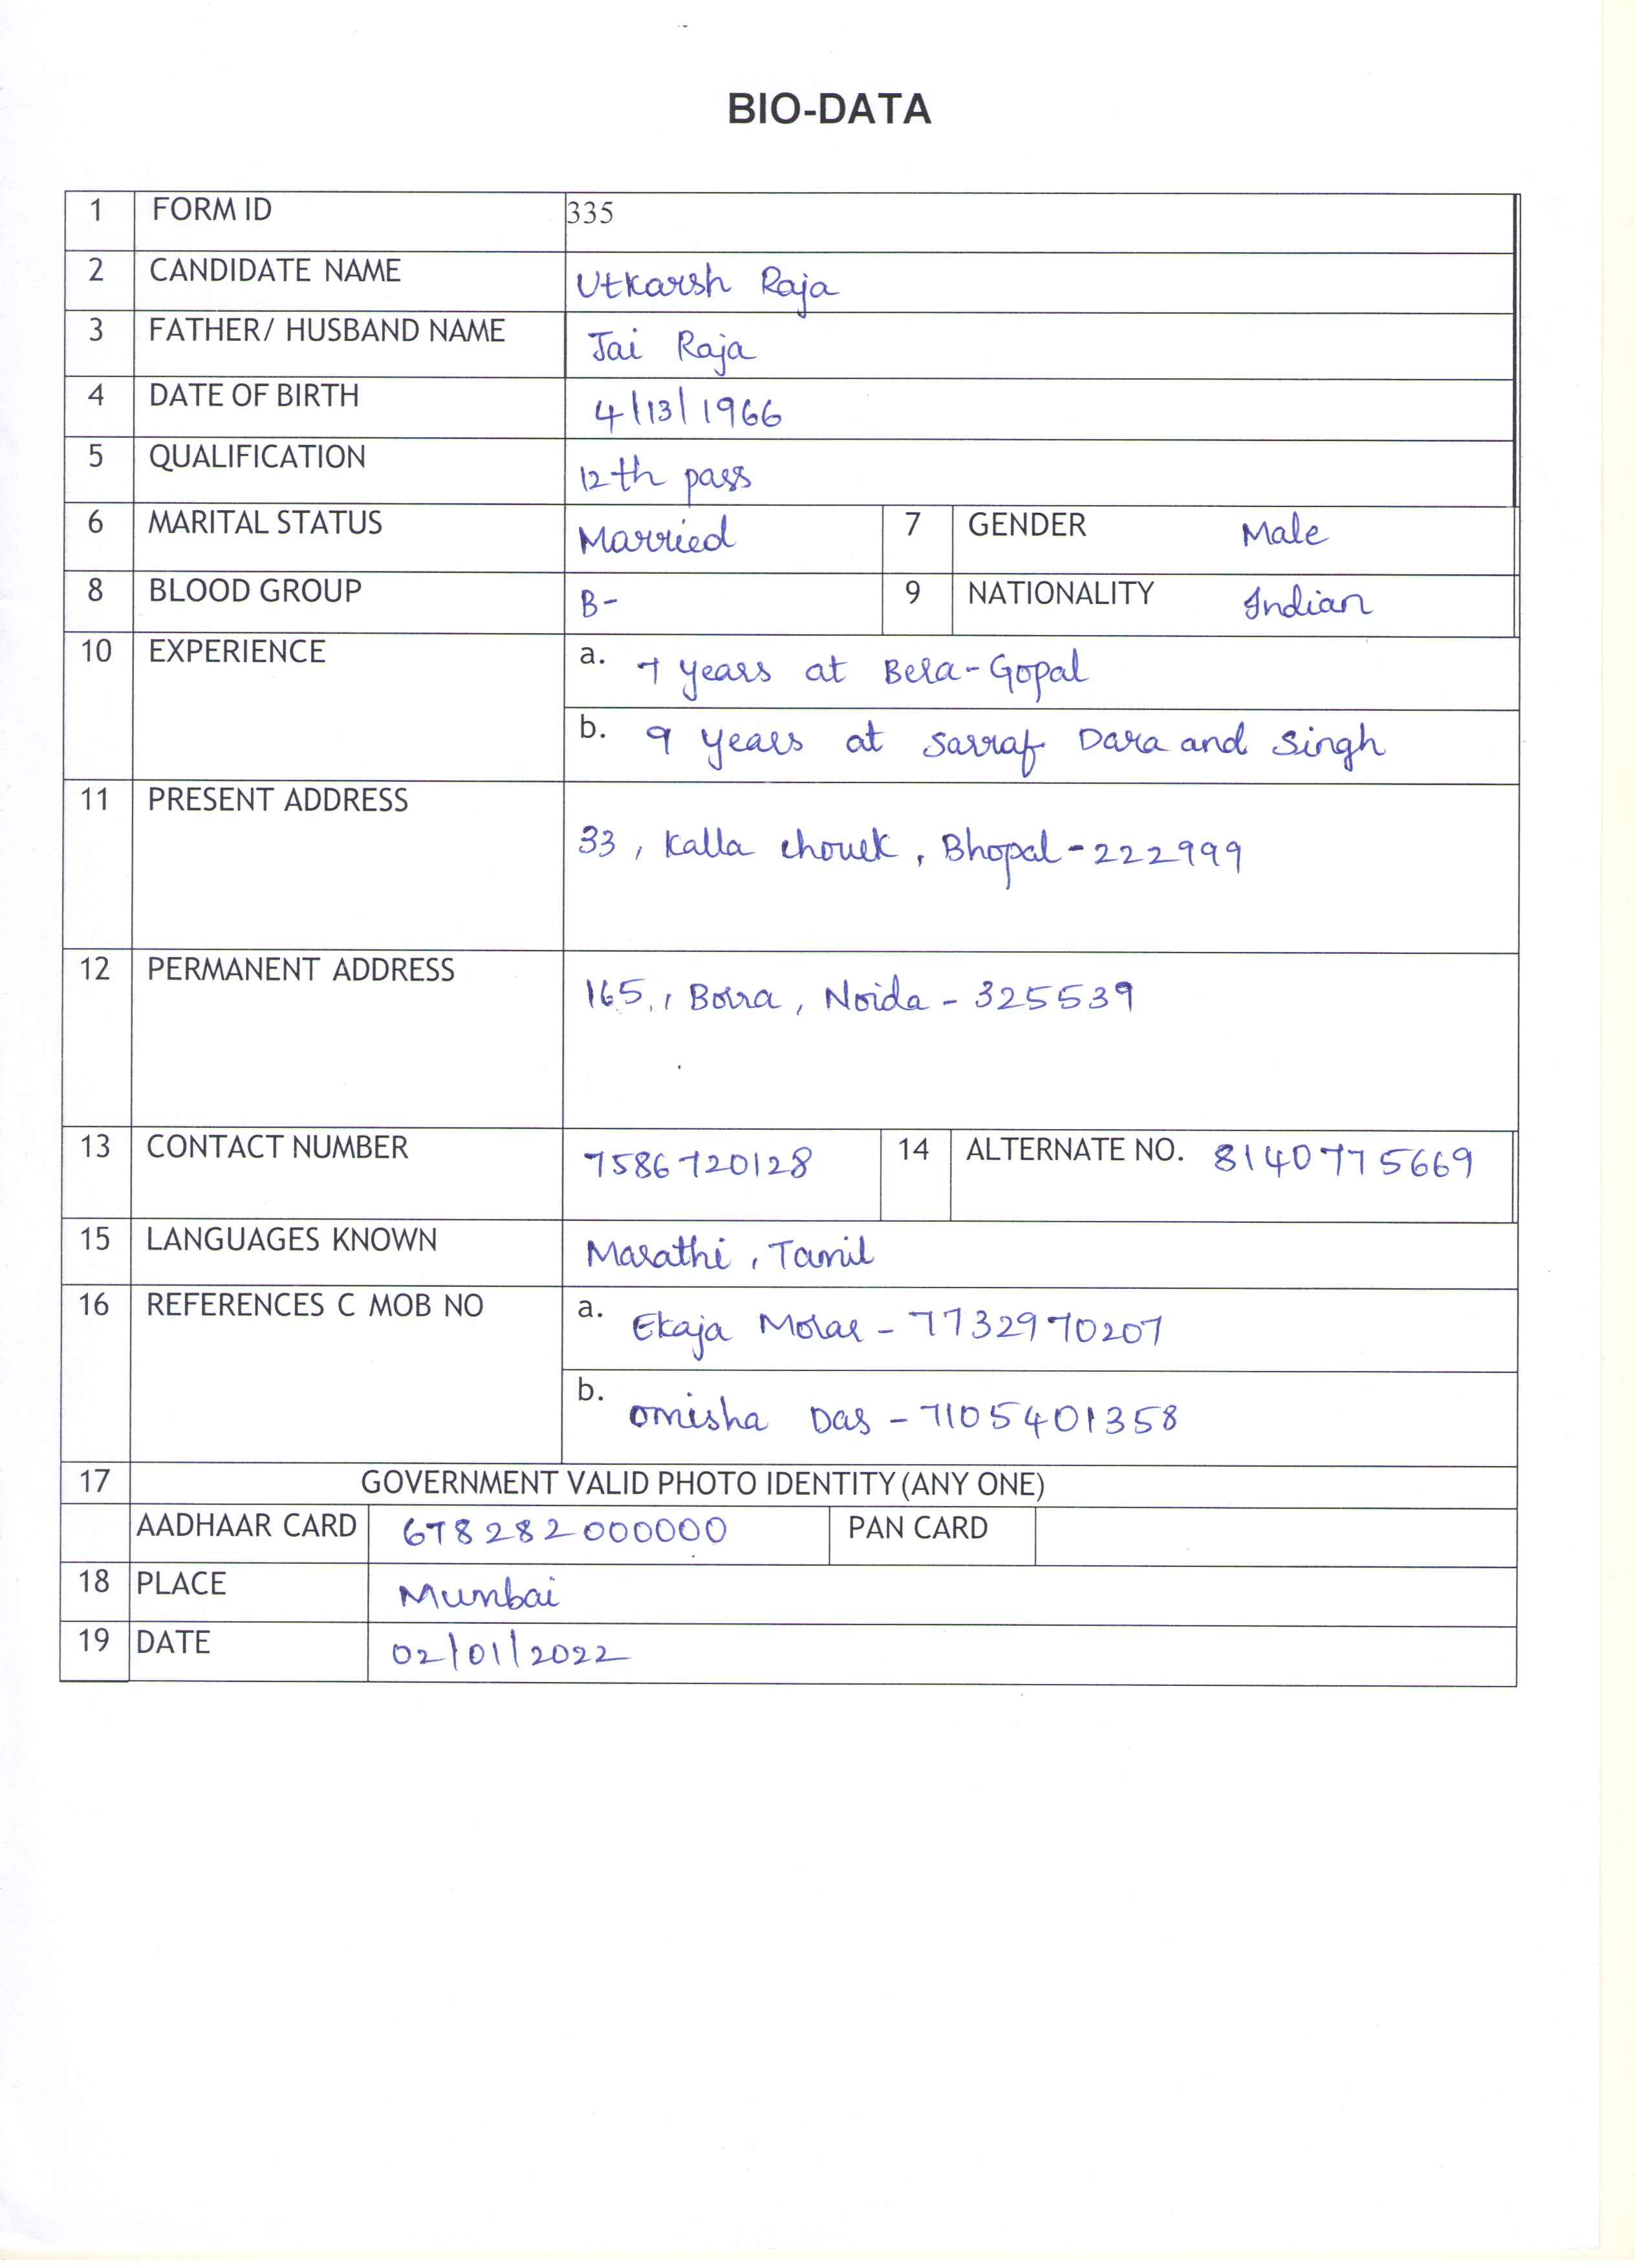 BIO-DATA
1 FORM ID 335
2 CANDIDATE NAME Utkarsh Raja
3 FATHER/ HUSBAND NAME Jai Raja
4 DATE OF BIRTH 4/13/1966
5 QUALIFICATION 12th pass
6 MARITAL STATUS Married 7 GENDER Male
8 BLOOD GROUP B- 9 NATIONALITY Indian
10 EXPERIENCE a. 7 years at Bera-Gopal
b. 9 years at Sarraf Dara and Singh
11 PRESENT ADDRESS
33, Kalla chowk, Bhopal-222999
12 PERMANENT ADDRESS
165, Borra, Noida - 325539
13 CONTACT NUMBER 7586720128 14 ALTERNATE NO. 8140775669
15 LANGUAGES KNOWN Marathi, Tamil
16 REFERENCES C MOB NO a. Ekaja Morar - 7732970207
b. Omisha Das - 7105401358
17 GOVERNMENT VALID PHOTO IDENTITY (ANY ONE)
AADHAAR CARD 678282000000 PAN CARD
18 PLACE Mumbai
19 DATE 02/01/2022